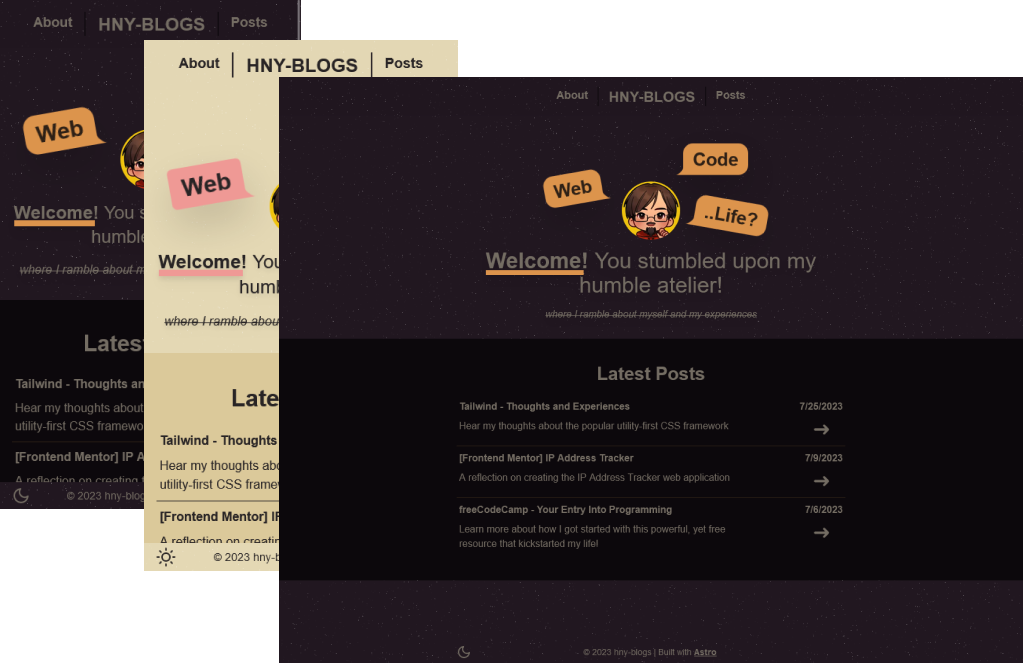 About HNY-BLOGS Posts
Web
Welcome! You s
humble
where I ramble about m
Latest
Tailwind - Thoughts an
Hear my thoughts about
utility-first CSS framewo
[Frontend Mentor] IP A
A reflection on creating t
© 2023 hny-blog
About HNY-BLOGS Posts
Web
Welcome! You
humb
where I ramble abou
Late
Tailwind - Thoughts
Hear my thoughts abo
utility-first CSS framew
[Frontend Mentor] IF
A reflection on creatin
© 2023 hny-b
About HNY-BLOGS Posts
Code
Web
..Life?
Welcome! You stumbled upon my
humble atelier!
where I ramble about myself and my experiences
Latest Posts
Tailwind - Thoughts and Experiences 7/25/2023
Hear my thoughts about the popular utility-first CSS framework
[Frontend Mentor] IP Address Tracker 7/9/2023
A reflection on creating the IP Address Tracker web application
freeCodeCamp - Your Entry Into Programming 7/6/2023
Learn more about how I got started with this powerful, yet free
resource that kickstarted my life!
© 2023 hny-blogs | Built with Astro